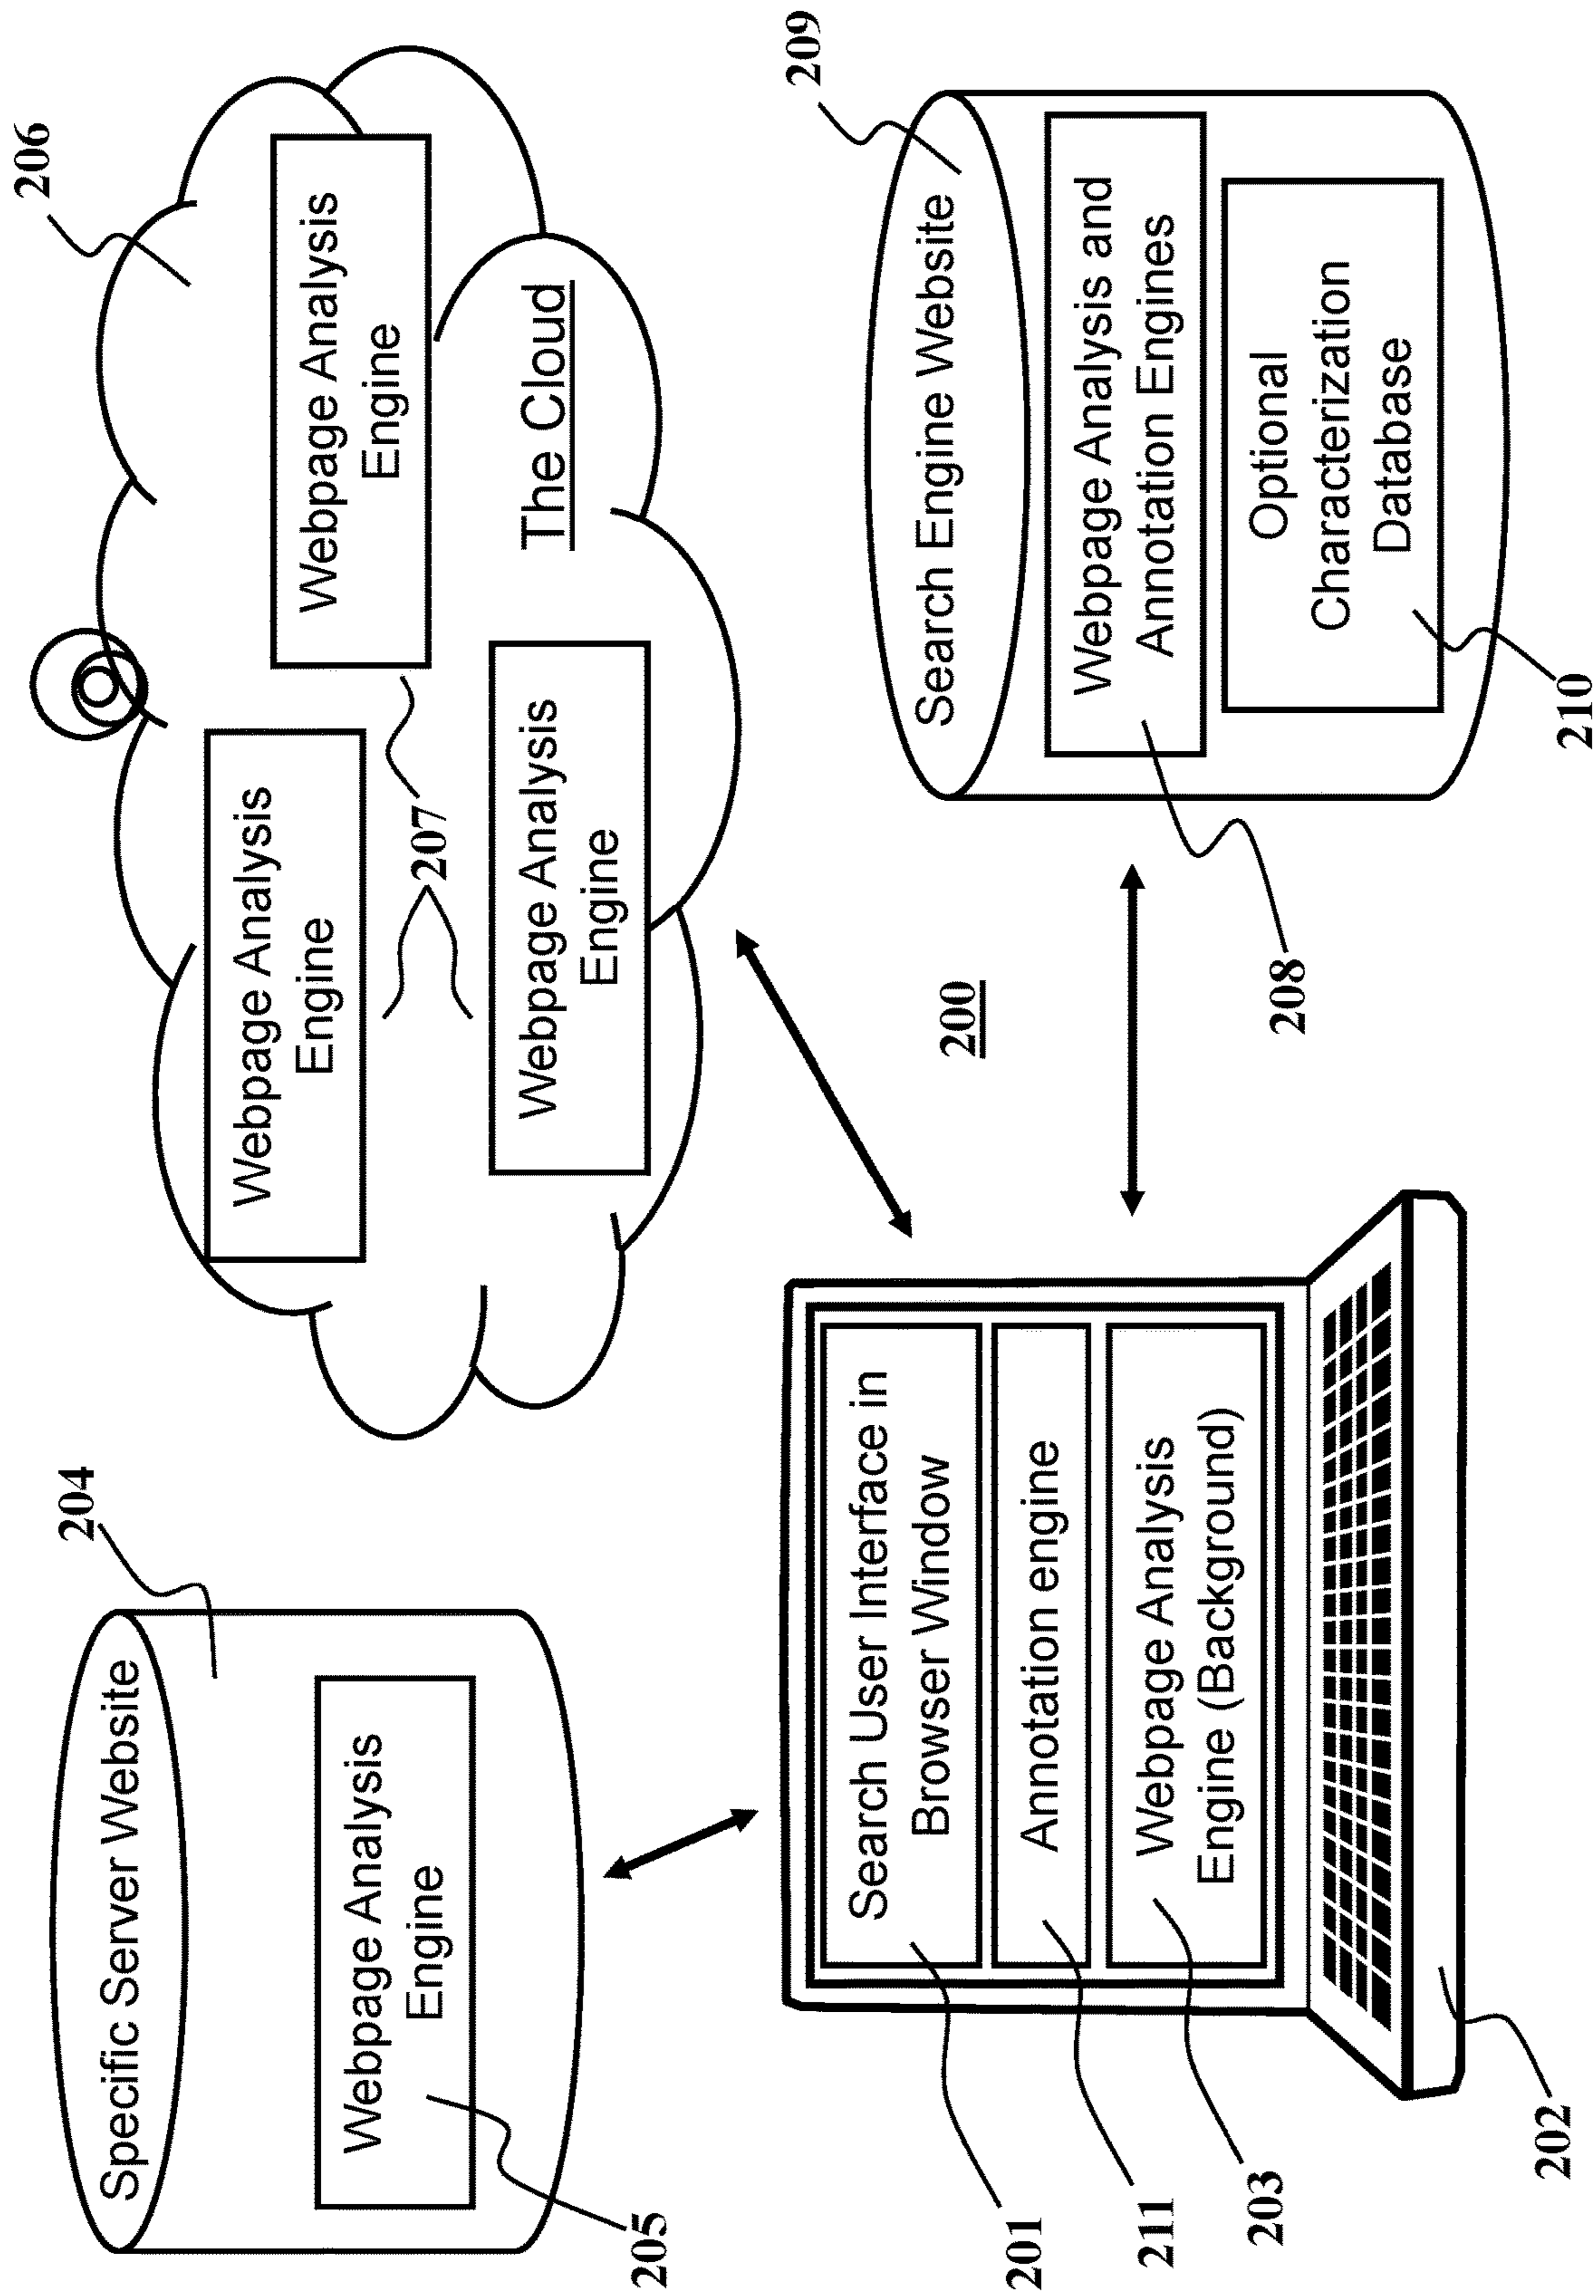 204
Specific Server Website
Webpage Analysis
Engine
205
206
Webpage Analysis
Engine
207
Webpage Analysis
Engine
Webpage Analysis
Engine
The Cloud
201
Search User Interface in
Browser Window
211
Annotation engine
203
Webpage Analysis
Engine (Background)
202
200
209
Search Engine Website
Webpage Analysis and
Annotation Engines
208
Optional
Characterization
Database
210